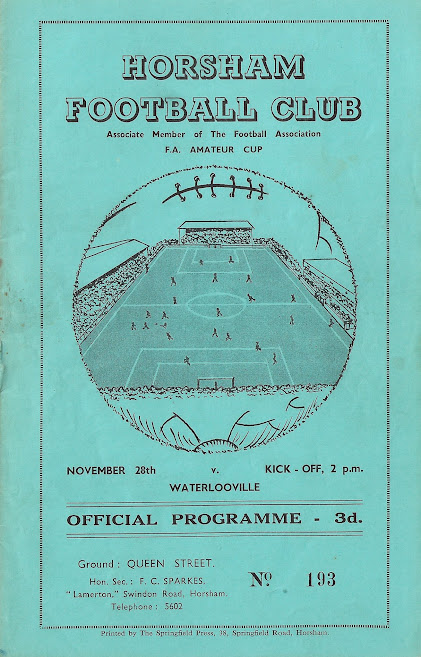 HORSHAM
FOOTBALL CLUB
Associate Member of The Football Association
F.A. AMATEUR CUP
NOVEMBER 28th v. KICK - OFF, 2 p.m.
WATERLOOVILLE
OFFICIAL PROGRAMME - 3d.
Ground : QUEEN STREET.
Hon. Sec. : F. C. SPARKES,
"Lamerton," Swindon Road, Horsham.
Telephone : 5602
Nº 193
Printed by The Springfield Press, 38, Springfield Road, Horsham.